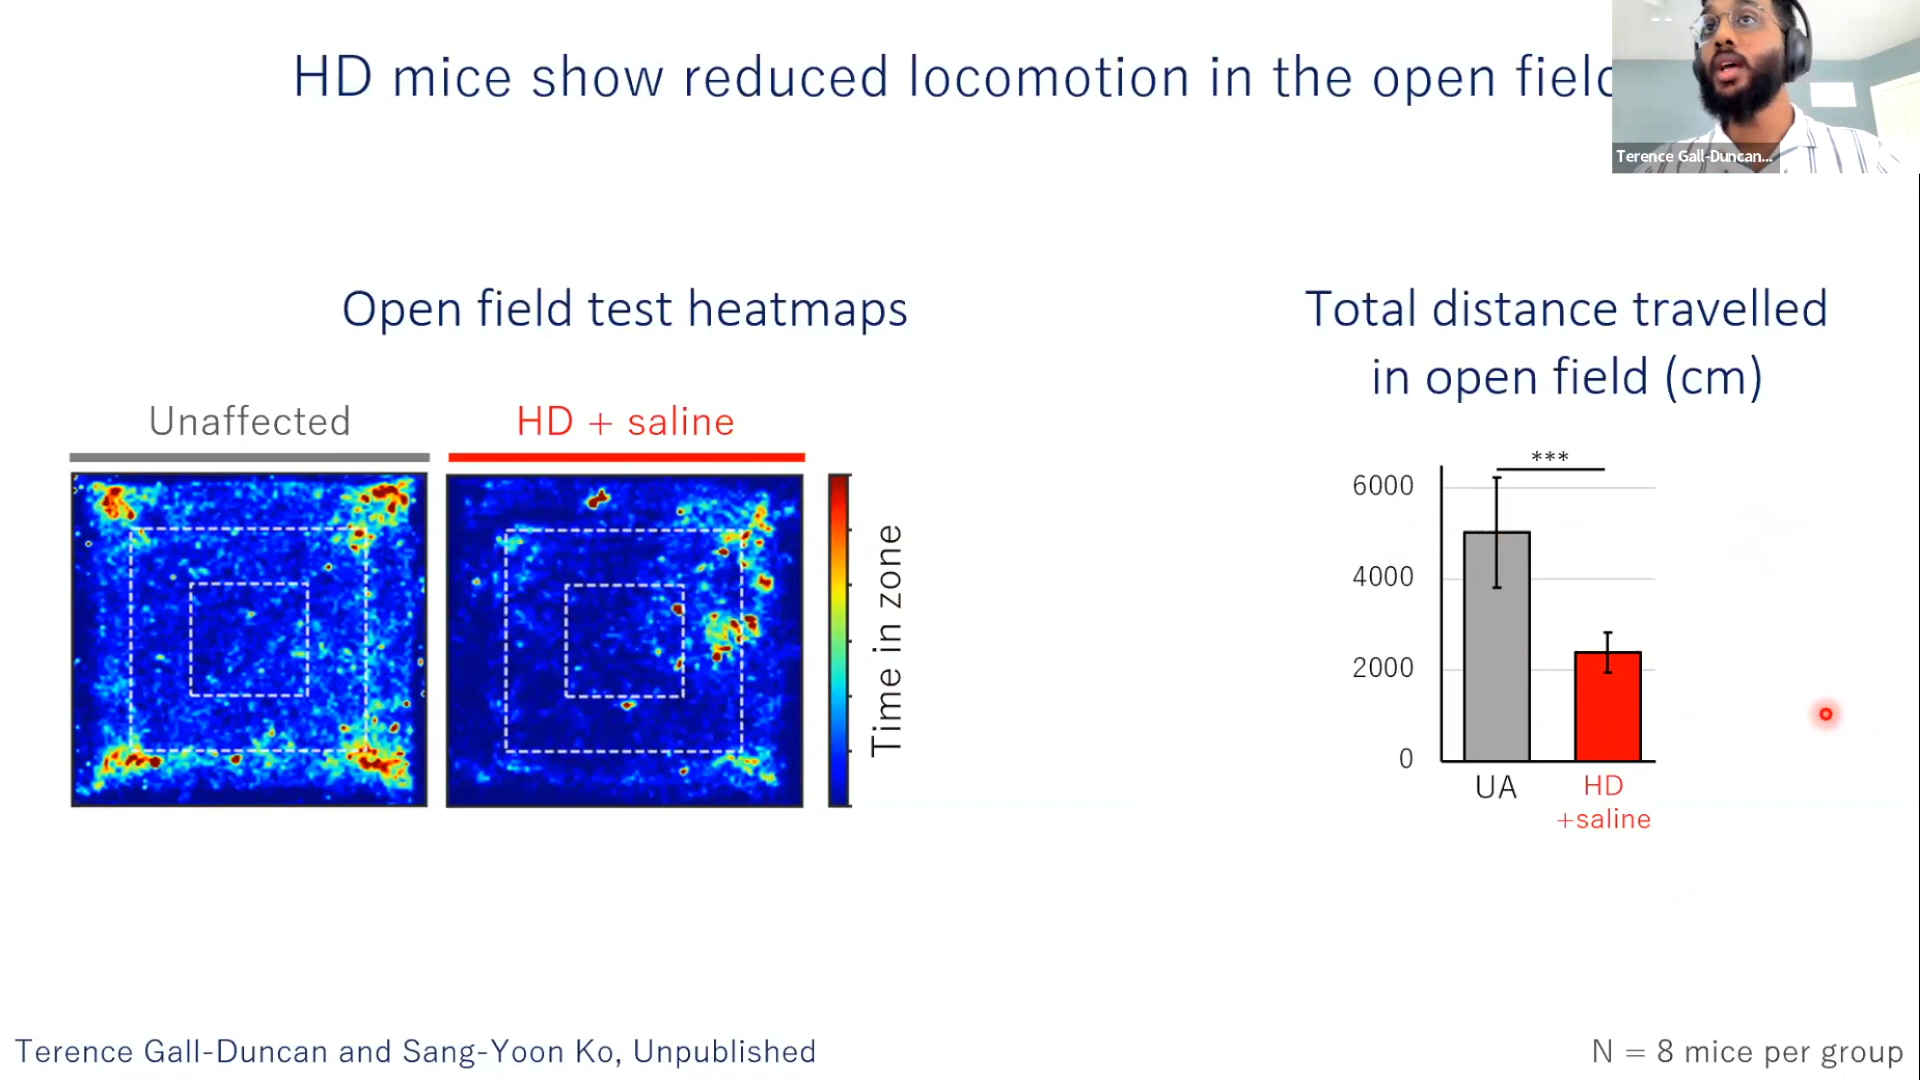 HD mice show reduced locomotion in the open field
Terence Gall-Duncan...
Open field test heatmaps
Total distance travelled
in open field (cm)
Unaffected
HD + saline
Time in zone
***
6000
4000
2000
0
UA
HD
+saline
Terence Gall-Duncan and Sang-Yoon Ko, Unpublished
N = 8 mice per group